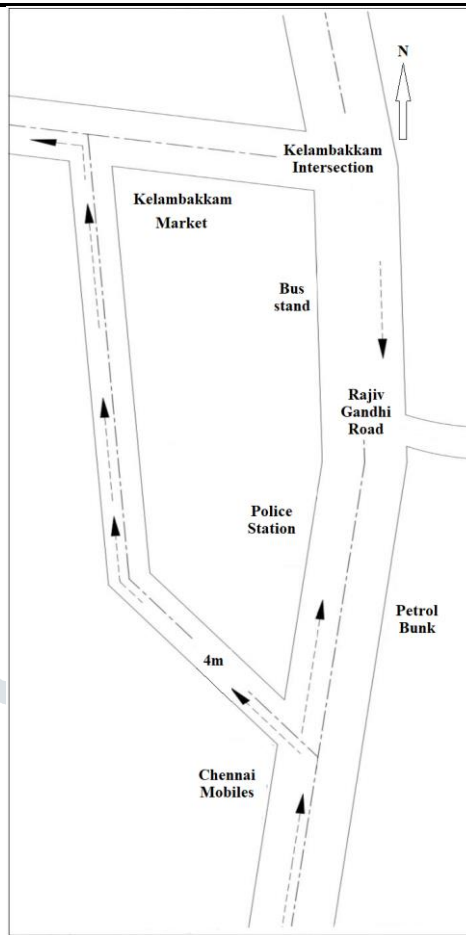 N
Kelambakkam
Intersection
Kelambakkam
Market
Bus
stand
Rajiv
Gandhi
Road
Police
Station
Petrol
Bunk
4m
Chennai
Mobiles